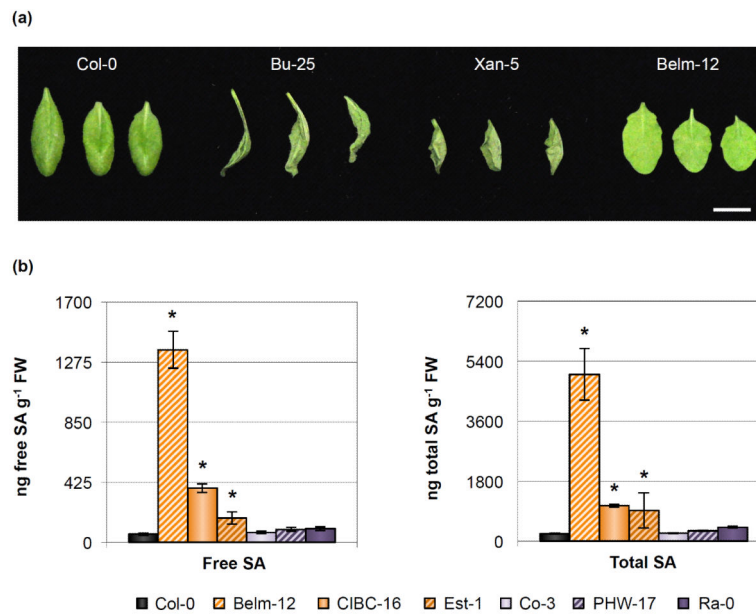 (a)
Col-0 Bu-25 Xan-5 Belm-12
(b)
ng free SA g⁻¹ FW
1700
1275
850
425
0
* * *
Free SA
ng total SA g⁻¹ FW
7200
5400
3600
1800
0
* * *
Total SA
Col-0 Belm-12 CIBC-16 Est-1 Co-3 PHW-17 Ra-0